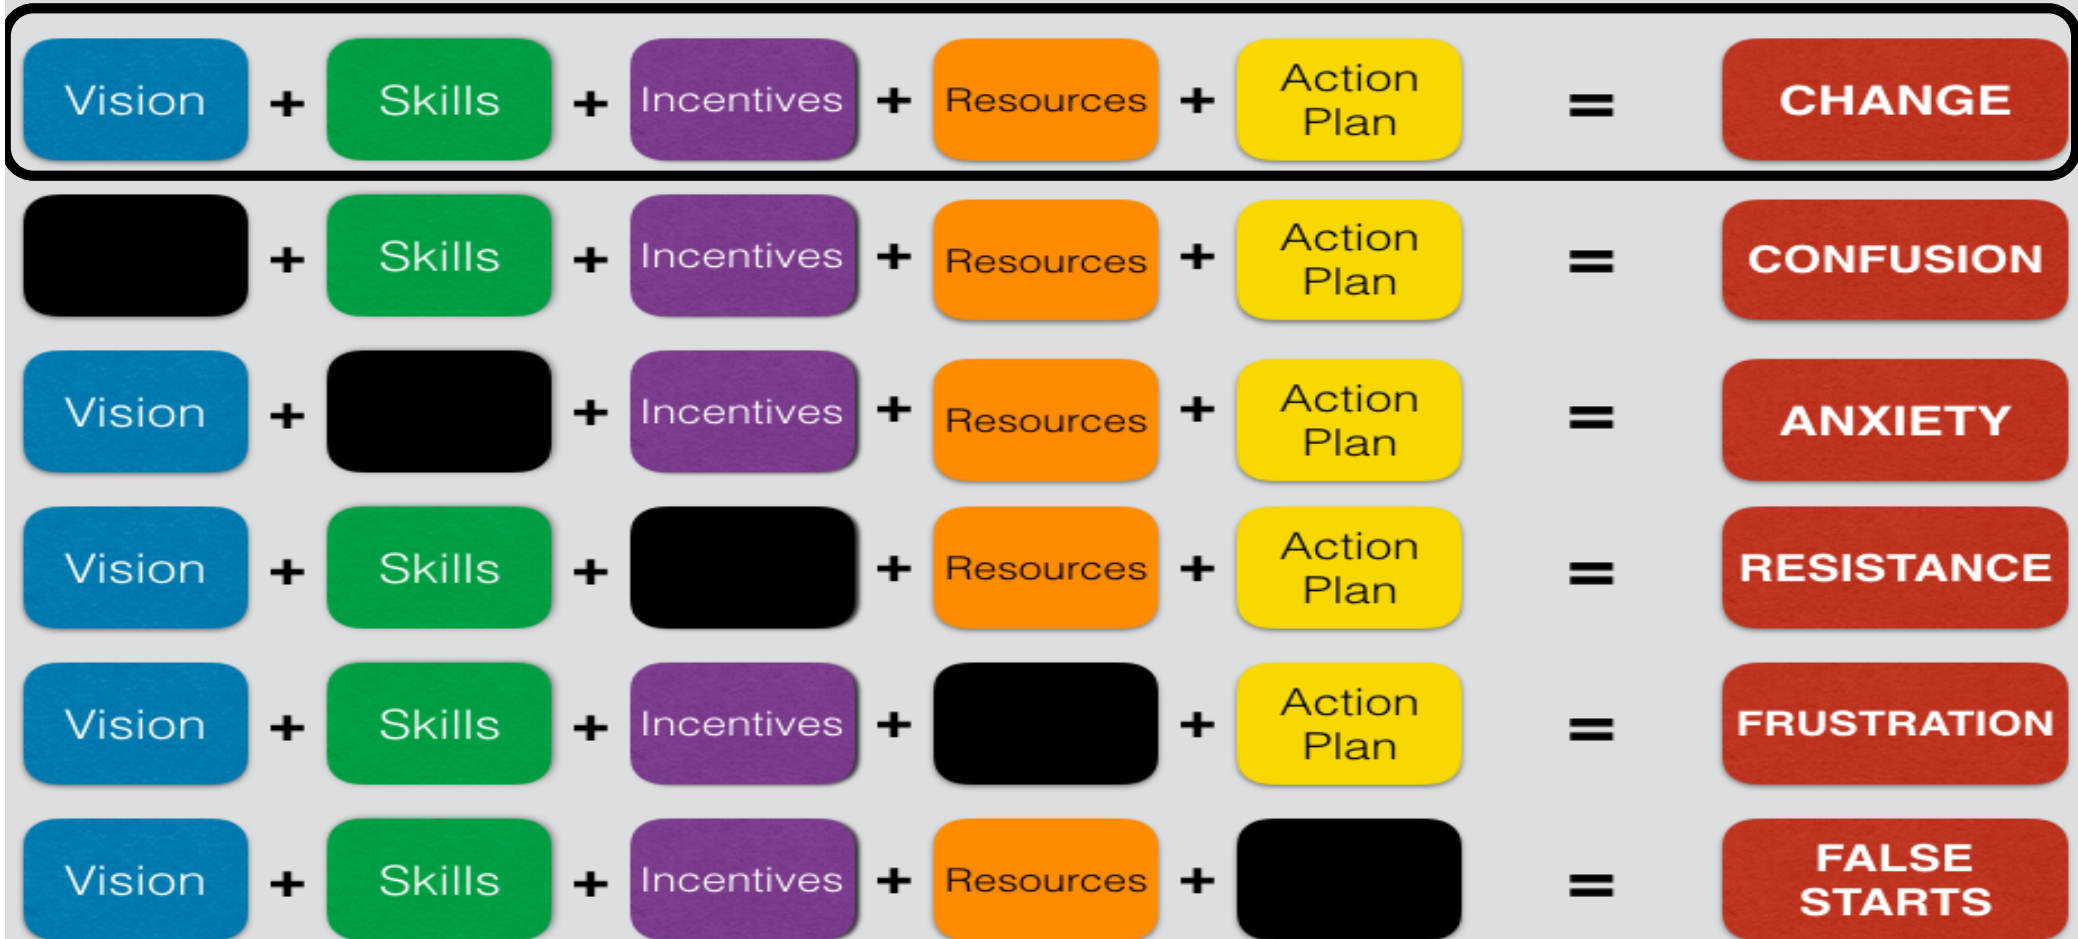 Vision + Skills + Incentives + Resources + Action Plan = CHANGE
+ Skills + Incentives + Resources + Action Plan = CONFUSION
Vision + + Incentives + Resources + Action Plan = ANXIETY
Vision + Skills + + Resources + Action Plan = RESISTANCE
Vision + Skills + Incentives + + Action Plan = FRUSTRATION
Vision + Skills + Incentives + Resources + = FALSE STARTS